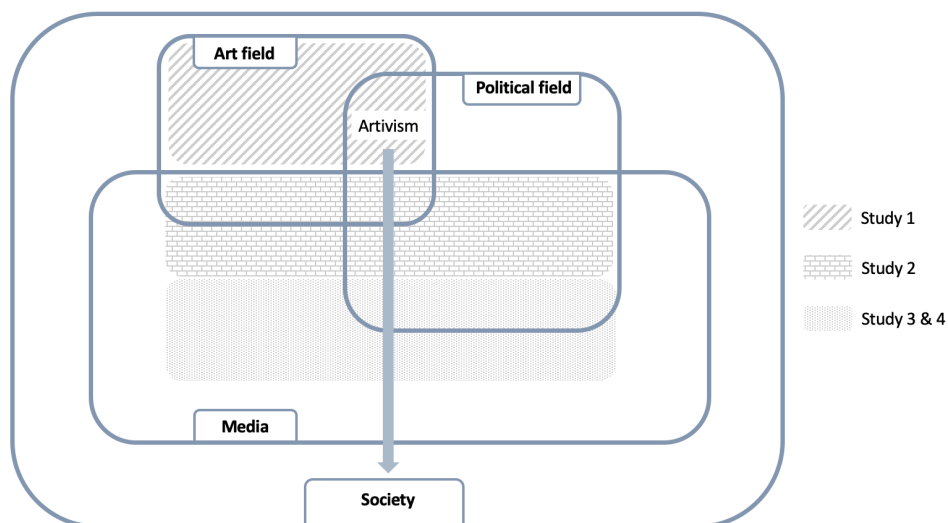 Art field
Political field
Artivism
Study 1
Study 2
Study 3 & 4
Media
Society